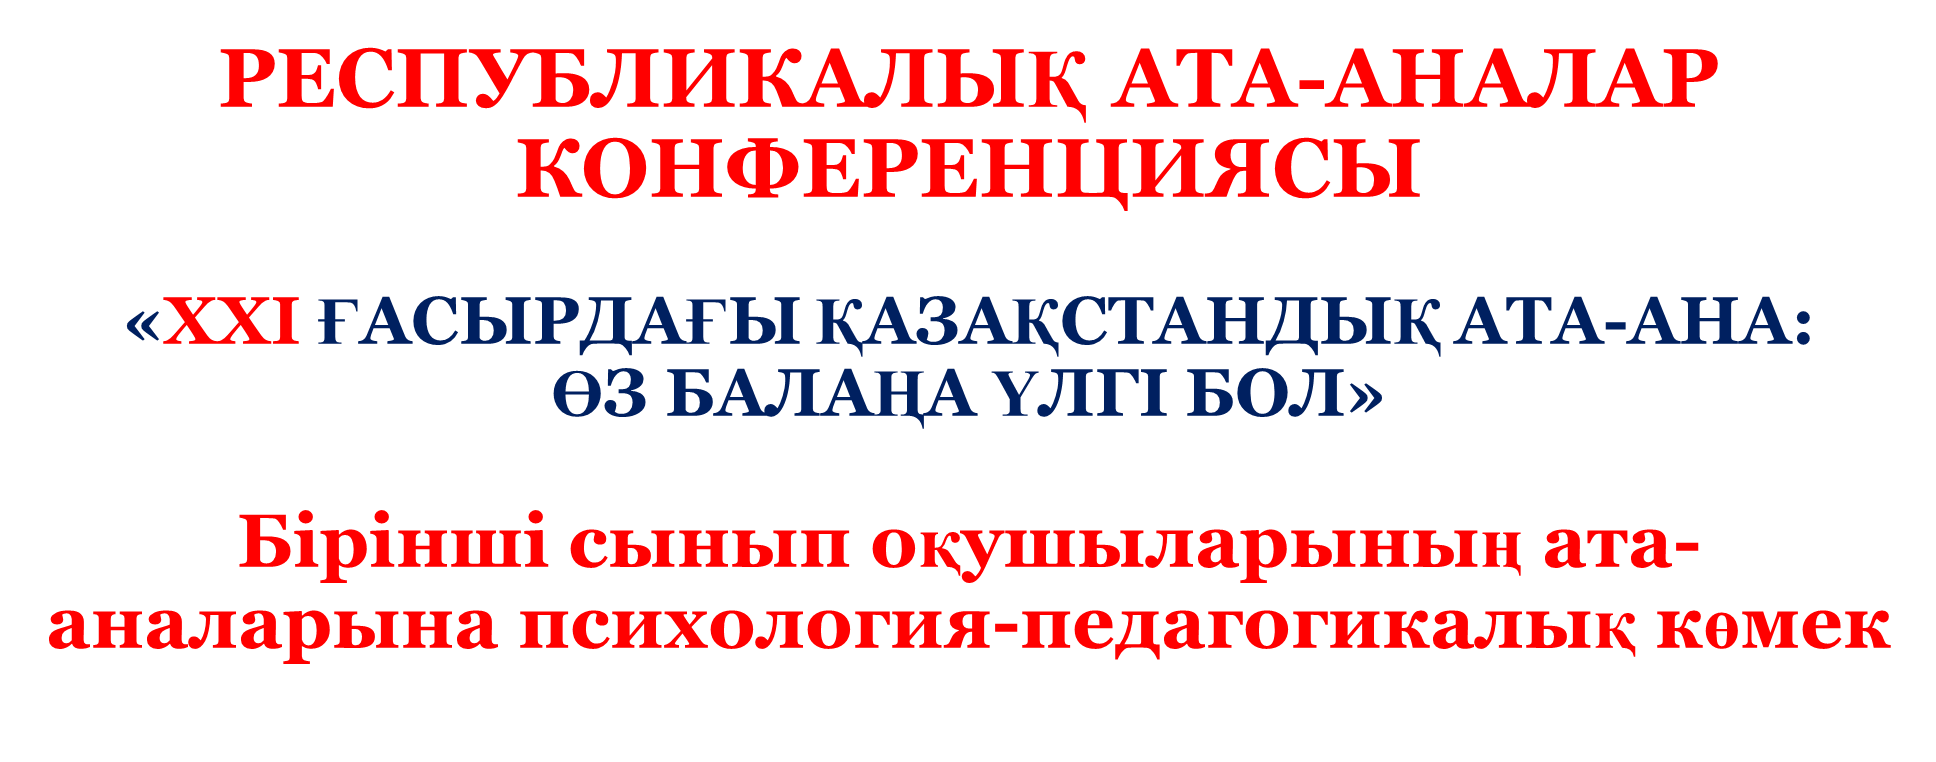 РЕСПУБЛИКАЛЫҚ АТА-АНАЛАР
КОНФЕРЕНЦИЯСЫ
«XXI ҒАСЫРДАҒЫ ҚАЗАҚСТАНДЫҚ АТА-АНА:
ӨЗ БАЛАҢА ҮЛГІ БОЛ»
Бірінші сынып оқушыларының ата-
аналарына психология-педагогикалық көмек